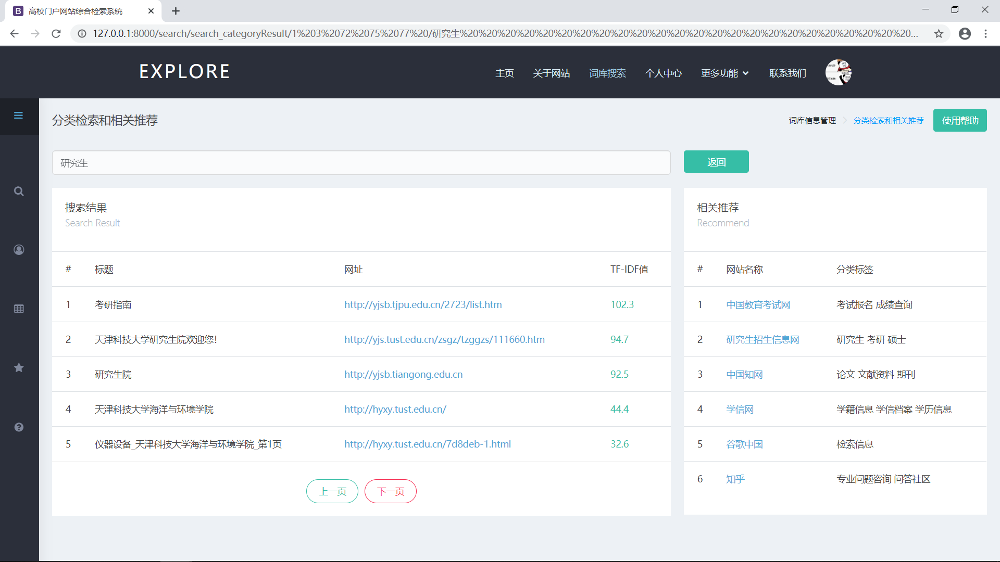 高校门户网站综合检索系统
127.0.0.1:8000/search/search_categoryResult/1%203%2072%2075%2077%20/研究生%20%20%20%20%20%20%20%20%20%20%20%20%20%20%20%20%20%20%20%20%20%20%20%20...
EXPLORE
主页 关于网站 词库搜索 个人中心 更多功能 联系我们
分类检索和相关推荐
词库信息管理 分类检索和相关推荐 使用帮助
研究生
返回
搜索结果
Search Result
# 标题 网址 TF-IDF值
1 考研指南 http://yjsb.tjpu.edu.cn/2723/list.htm 102.3
2 天津科技大学研究生院欢迎您! http://yjs.tust.edu.cn/zsgz/tzggzs/111660.htm 94.7
3 研究生院 http://yjsb.tiangong.edu.cn 92.5
4 天津科技大学海洋与环境学院 http://hyxy.tust.edu.cn/ 44.4
5 仪器设备_天津科技大学海洋与环境学院_第1页 http://hyxy.tust.edu.cn/7d8deb-1.html 32.6
上一页 下一页
相关推荐
Recommend
# 网站名称 分类标签
1 中国教育考试网 考试报名 成绩查询
2 研究生招生信息网 研究生 考研 硕士
3 中国知网 论文 文献资料 期刊
4 学信网 学籍信息 学信档案 学历信息
5 谷歌中国 检索信息
6 知乎 专业问题咨询 问答社区